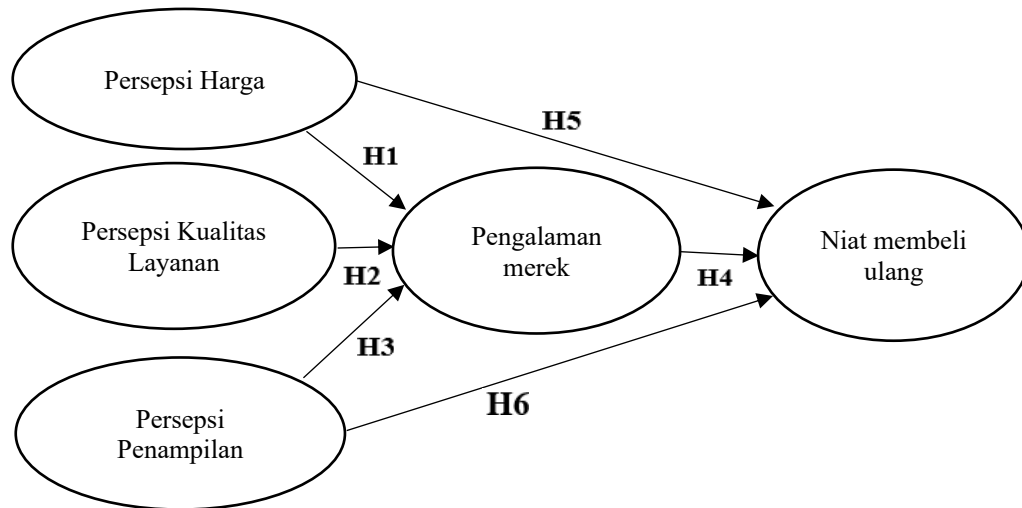 Persepsi Harga
H5
H1
Persepsi Kualitas
Layanan
H2
Pengalaman
merek
H4
Niat membeli
ulang
H3
Persepsi
Penampilan
H6